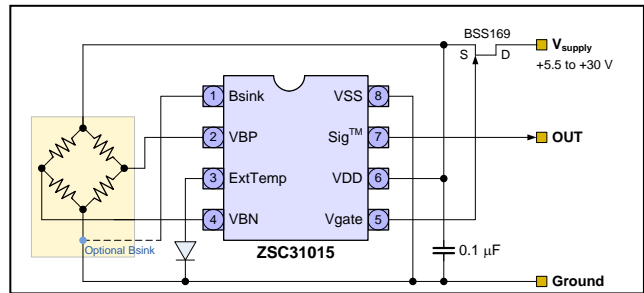 BSS169
S D
Vsupply
+5.5 to +30 V
1 Bsink VSS 8
2 VBP Sig™ 7 OUT
3 ExtTemp VDD 6
4 VBN Vgate 5
Optional Bsink
ZSC31015
0.1 µF
Ground